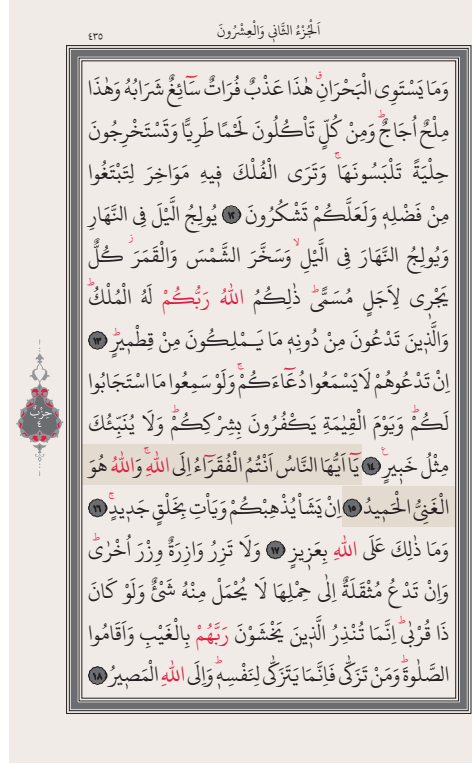 ٤٣٥ اَلْجُزْءُ الثَّانٖي وَالْعِشْرُونَ
وَمَا يَسْتَوِى الْبَحْرَانِۗ هٰذَا عَذْبٌ فُرَاتٌ سَٓائِغٌ شَرَابُهُ وَهٰذَا
مِلْحٌ اُجَاجٌۜ وَمِنْ كُلٍّ تَأْكُلُونَ لَحْمًا طَرِيًّا وَتَسْتَخْرِجُونَ
حِلْيَةً تَلْبَسُونَهَاۚ وَتَرَى الْفُلْكَ فٖيهِ مَوَاخِرَ لِتَبْتَغُوا
مِنْ فَضْلِهٖ وَلَعَلَّكُمْ تَشْكُرُونَ ١٢ يُولِجُ الَّيْلَ فِى النَّهَارِ
وَيُولِجُ النَّهَارَ فِى الَّيْلِۙ وَسَخَّرَ الشَّمْسَ وَالْقَمَرَۘ كُلٌّ
يَجْرٖى لِاَجَلٍ مُسَمًّىۜ ذٰلِكُمُ اللّٰهُ رَبُّكُمْ لَهُ الْمُلْكُۜ
وَالَّذٖينَ تَدْعُونَ مِنْ دُونِهٖ مَا يَمْلِكُونَ مِنْ قِطْمٖيرٍۜ ١٣
اِنْ تَدْعُوهُمْ لَا يَسْمَعُوا دُعَٓاءَكُمْۚ وَلَوْ سَمِعُوا مَا اسْتَجَابُوا
لَكُمْۜ وَيَوْمَ الْقِيٰمَةِ يَكْفُرُونَ بِشِرْكِكُمْۜ وَلَا يُنَبِّئُكَ
مِثْلُ خَبٖيرٍࣖ ١٤ يَٓا اَيُّهَا النَّاسُ اَنْتُمُ الْفُقَرَٓاءُ اِلَى اللّٰهِۚ وَاللّٰهُ هُوَ
الْغَنِىُّ الْحَمٖيدُ ١٥ اِنْ يَشَأْ يُذْهِبْكُمْ وَيَأْتِ بِخَلْقٍ جَدٖيدٍۚ ١٦
وَمَا ذٰلِكَ عَلَى اللّٰهِ بِعَزٖيزٍ ١٧ وَلَا تَزِرُ وَازِرَةٌ وِزْرَ اُخْرٰىۜ
وَاِنْ تَدْعُ مُثْقَلَةٌ اِلٰى حِمْلِهَا لَا يُحْمَلْ مِنْهُ شَیْءٌ وَلَوْ كَانَ
ذَا قُرْبٰىۜ اِنَّمَا تُنْذِرُ الَّذٖينَ يَخْشَوْنَ رَبَّهُمْ بِالْغَيْبِ وَاَقَامُوا
الصَّلٰوةَۜ وَمَنْ تَزَكّٰى فَاِنَّمَا يَتَزَكّٰى لِنَفْسِهٖۜ وَاِلَى اللّٰهِ الْمَصٖيرُ ١٨
حزب
٤